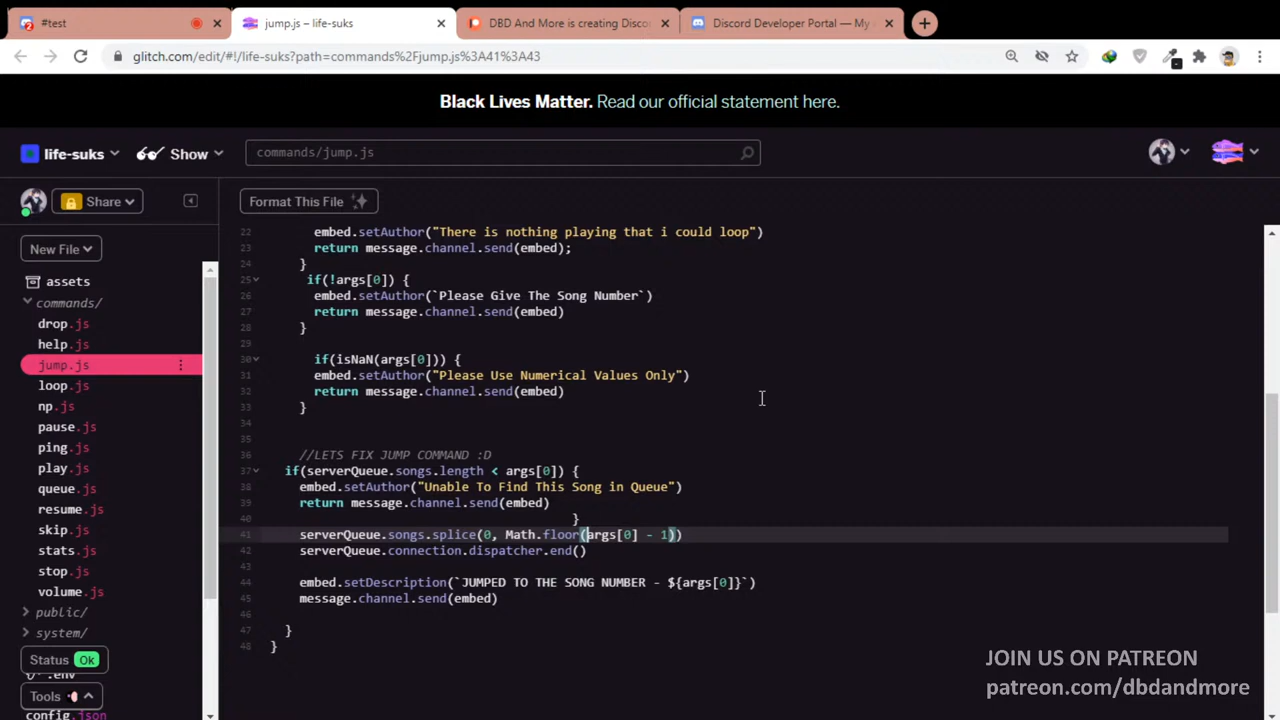 #test
jump.js – life-suks
DBD And More is creating Disco
Discord Developer Portal — My
glitch.com/edit/#!/life-suks?path=commands%2Fjump.js%3A41%3A43
Black Lives Matter. Read our official statement here.
life-suks
Show
commands/jump.js
Share
Format This File
New File
assets
commands/
drop.js
help.js
jump.js
loop.js
np.js
pause.js
ping.js
play.js
queue.js
resume.js
skip.js
stats.js
stop.js
volume.js
public/
system/
Status Ok
.env
Tools
config.json
22 embed.setAuthor("There is nothing playing that i could loop")
23 return message.channel.send(embed);
24 }
25 if(!args[0]) {
26 embed.setAuthor(`Please Give The Song Number`)
27 return message.channel.send(embed)
28 }
29
30 if(isNaN(args[0])) {
31 embed.setAuthor("Please Use Numerical Values Only")
32 return message.channel.send(embed)
33 }
34
35
36 //LETS FIX JUMP COMMAND :D
37 if(serverQueue.songs.length < args[0]) {
38 embed.setAuthor("Unable To Find This Song in Queue")
39 return message.channel.send(embed)
40 }
41 serverQueue.songs.splice(0, Math.floor(args[0] - 1))
42 serverQueue.connection.dispatcher.end()
44 embed.setDescription(`JUMPED TO THE SONG NUMBER - ${args[0]}`)
45 message.channel.send(embed)
46
47 }
48 }
JOIN US ON PATREON
patreon.com/dbdandmore